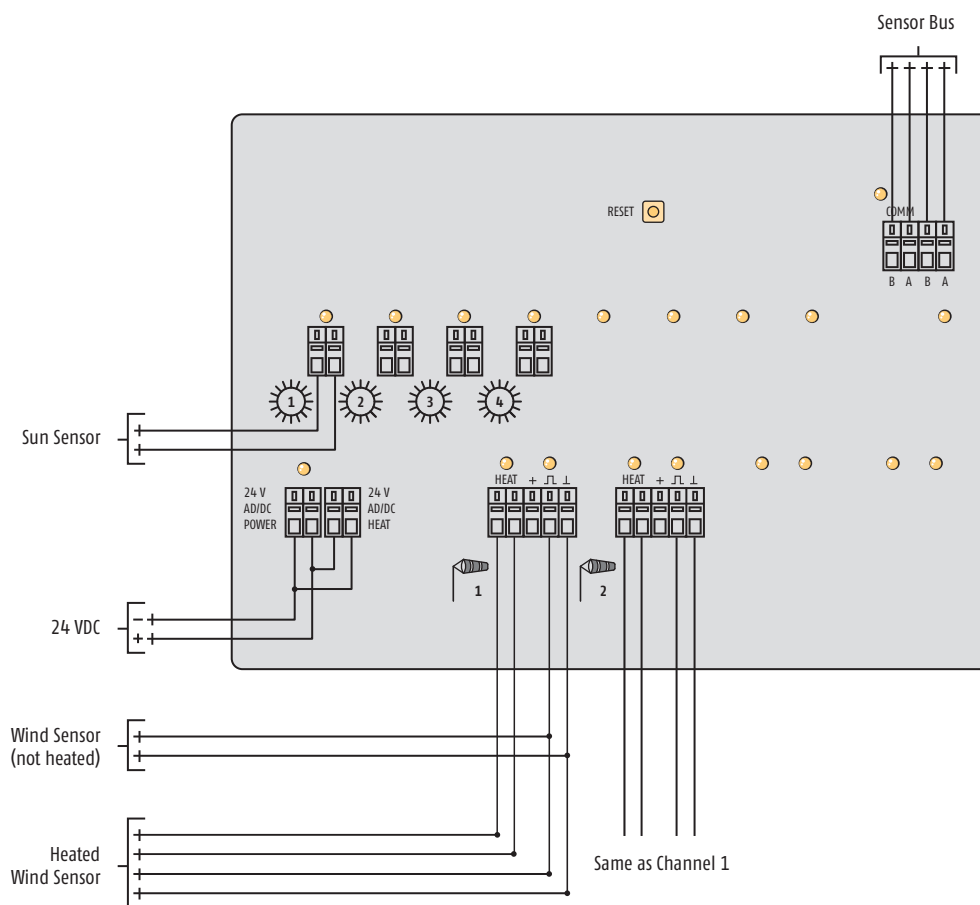 Sensor Bus
RESET
COMM
B A B A
1
2
3
4
Sun Sensor
24 V
AD/DC
POWER
24 V
AD/DC
HEAT
HEAT + ⎍ ⊥
HEAT + ⎍ ⊥
1
2
24 VDC
−
+
Wind Sensor
(not heated)
Heated
Wind Sensor
Same as Channel 1